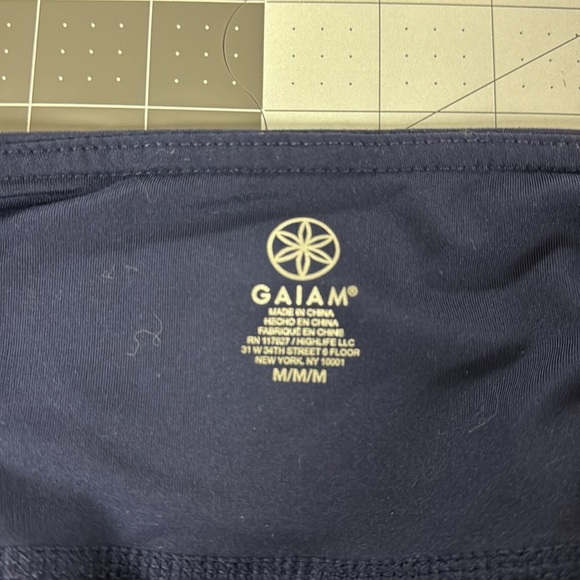 GAIAM®
MADE IN CHINA
HECHO EN CHINA
FABRIQUÉ EN CHINE
RN 117827 / HIGHLIFE LLC
31 W 34TH STREET 6 FLOOR
NEW YORK, NY 10001
M/M/M